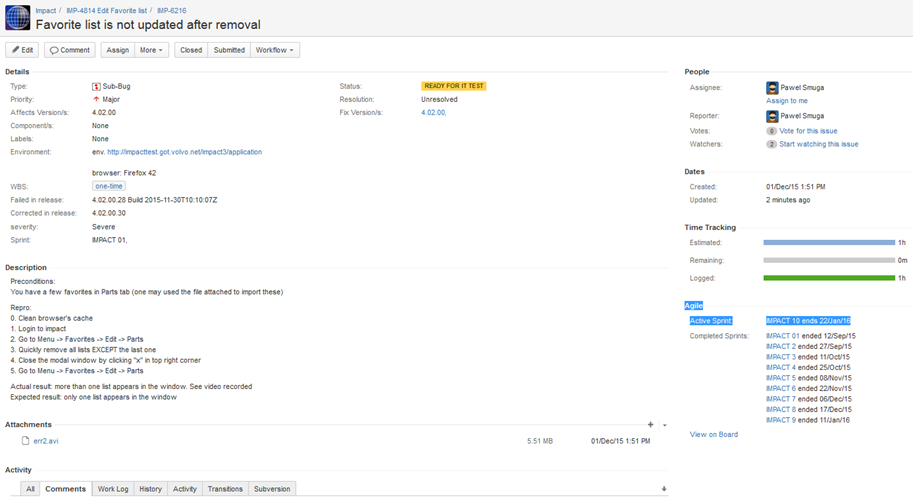 Impact / IMP-4814 Edit Favorite list / IMP-6216
Favorite list is not updated after removal
Edit Comment Assign More Closed Submitted Workflow
Details
Type: Sub-Bug
Priority: Major
Affects Version/s: 4.02.00
Component/s: None
Labels: None
Environment: env. http://impacttest.got.volvo.net/impact3/application
browser: Firefox 42
WBS: one-time
Failed in release: 4.02.00.28 Build 2015-11-30T10:10:07Z
Corrected in release: 4.02.00.30
severity: Severe
Sprint: IMPACT 01,
Status: READY FOR IT TEST
Resolution: Unresolved
Fix Version/s: 4.02.00,
Description
Preconditions:
You have a few favorites in Parts tab (one may used the file attached to import these)
Repro:
0. Clean browser's cache
1. Login to impact
2. Go to Menu -> Favorites -> Edit -> Parts
3. Quickly remove all lists EXCEPT the last one
4. Close the modal window by clicking "x" in top right corner
5. Go to Menu -> Favorites -> Edit -> Parts
Actual result: more than one list appears in the window. See video recorded
Expected result: only one list appears in the window
Attachments
err2.avi 5.51 MB 01/Dec/15 1:51 PM
Activity
All Comments Work Log History Activity Transitions Subversion
People
Assignee: Pawel Smuga
Assign to me
Reporter: Pawel Smuga
Votes: 0 Vote for this issue
Watchers: 2 Start watching this issue
Dates
Created: 01/Dec/15 1:51 PM
Updated: 2 minutes ago
Time Tracking
Estimated: 1h
Remaining: 0m
Logged: 1h
Agile
Active Sprint: IMPACT 10 ends 22/Jan/16
Completed Sprints: IMPACT 01 ended 12/Sep/15
IMPACT 2 ended 27/Sep/15
IMPACT 3 ended 11/Oct/15
IMPACT 4 ended 25/Oct/15
IMPACT 5 ended 08/Nov/15
IMPACT 6 ended 22/Nov/15
IMPACT 7 ended 06/Dec/15
IMPACT 8 ended 17/Dec/15
IMPACT 9 ended 11/Jan/16
View on Board